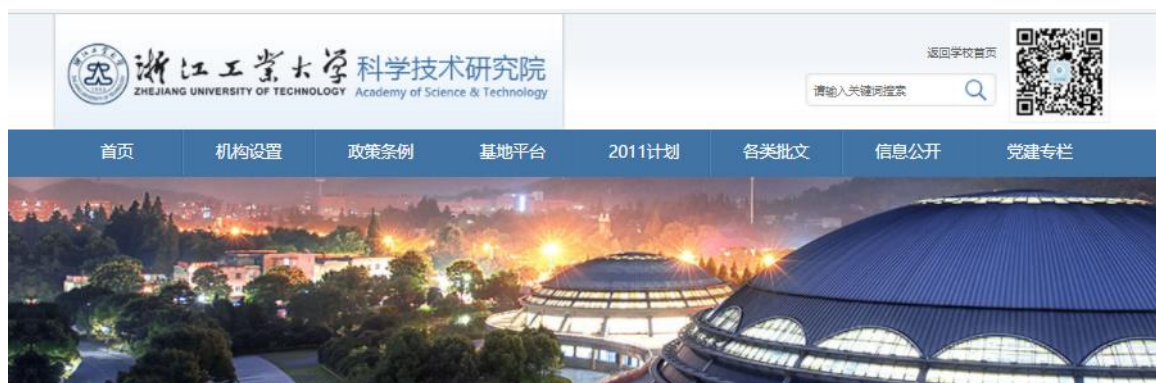 浙江工业大学
ZHEJIANG UNIVERSITY OF TECHNOLOGY
科学技术研究院
Academy of Science & Technology
返回学校首页
请输入关键词搜索
首页 机构设置 政策条例 基地平台 2011计划 各类批文 信息公开 党建专栏